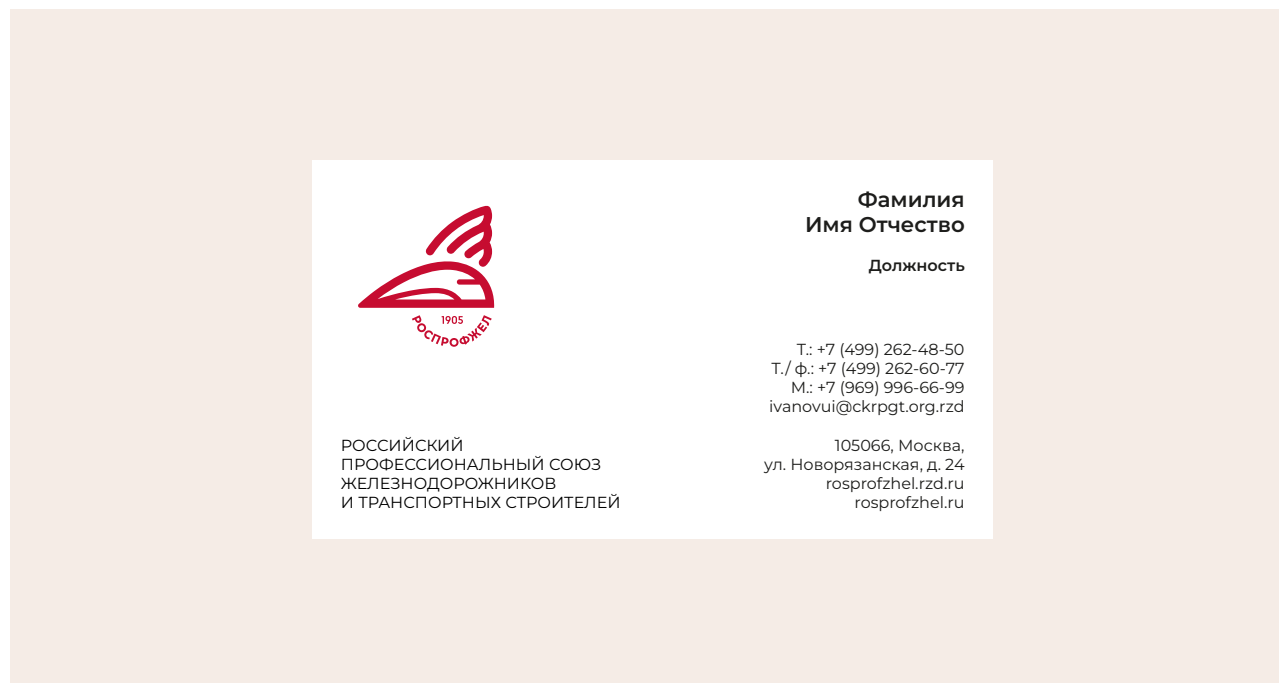 Фамилия
Имя Отчество
Должность
1905
РОСПРОФЖЕЛ
Т.: +7 (499) 262-48-50
Т./ ф.: +7 (499) 262-60-77
М.: +7 (969) 996-66-99
ivanovui@ckrpgt.org.rzd
РОССИЙСКИЙ
ПРОФЕССИОНАЛЬНЫЙ СОЮЗ
ЖЕЛЕЗНОДОРОЖНИКОВ
И ТРАНСПОРТНЫХ СТРОИТЕЛЕЙ
105066, Москва,
ул. Новорязанская, д. 24
rosprofzhel.rzd.ru
rosprofzhel.ru